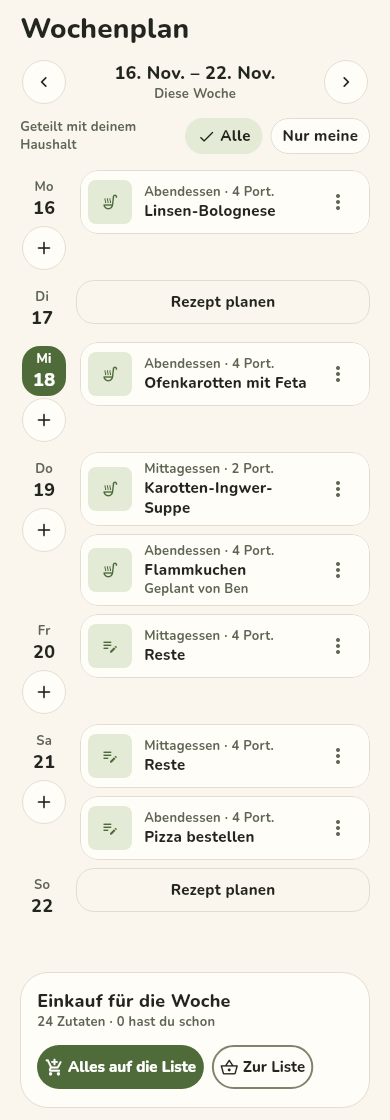 Wochenplan
16. Nov. – 22. Nov.
Diese Woche
Geteilt mit deinem
Haushalt
Alle
Nur meine
Mo
16
Abendessen · 4 Port.
Linsen-Bolognese
Di
17
Rezept planen
Mi
18
Abendessen · 4 Port.
Ofenkarotten mit Feta
Do
19
Mittagessen · 2 Port.
Karotten-Ingwer-
Suppe
Abendessen · 4 Port.
Flammkuchen
Geplant von Ben
Fr
20
Mittagessen · 4 Port.
Reste
Sa
21
Mittagessen · 4 Port.
Reste
Abendessen · 4 Port.
Pizza bestellen
So
22
Rezept planen
Einkauf für die Woche
24 Zutaten · 0 hast du schon
Alles auf die Liste
Zur Liste